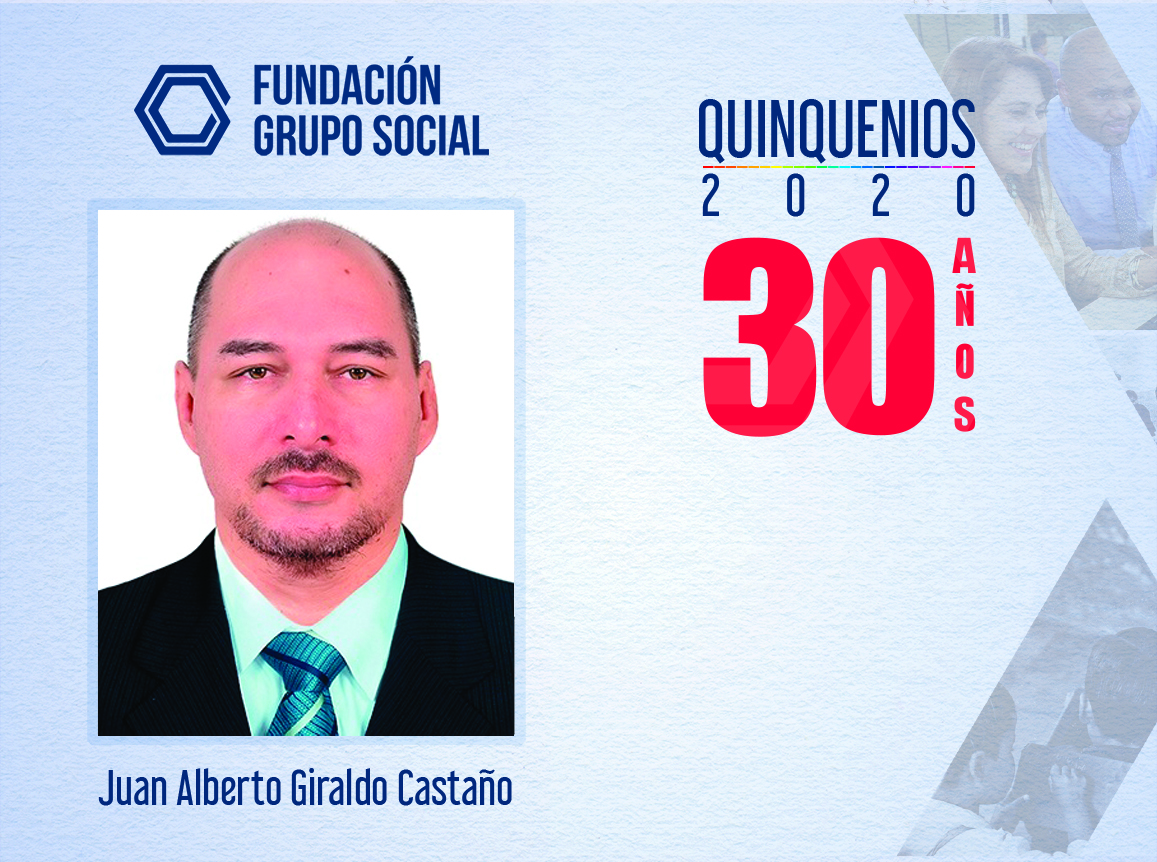 FUNDACIÓN
GRUPO SOCIAL
QUINQUENIOS
2020
30 AÑOS
Juan Alberto Giraldo Castaño